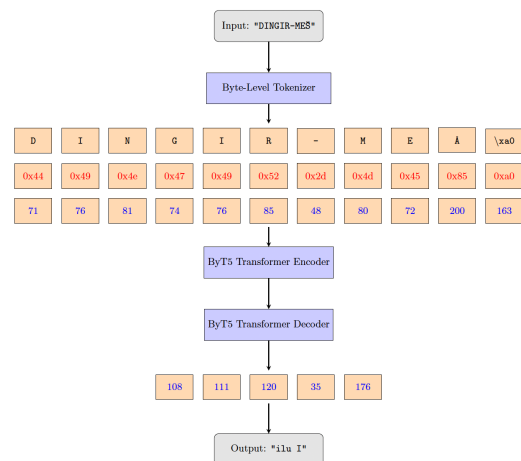 Input: "DINGIR-MEŠ"
Byte-Level Tokenizer
D I N G I R - M E Å \xa0
0x44 0x49 0x4e 0x47 0x49 0x52 0x2d 0x4d 0x45 0x85 0xa0
71 76 81 74 76 85 48 80 72 200 163
ByT5 Transformer Encoder
ByT5 Transformer Decoder
108 111 120 35 176
Output: "ilu I"